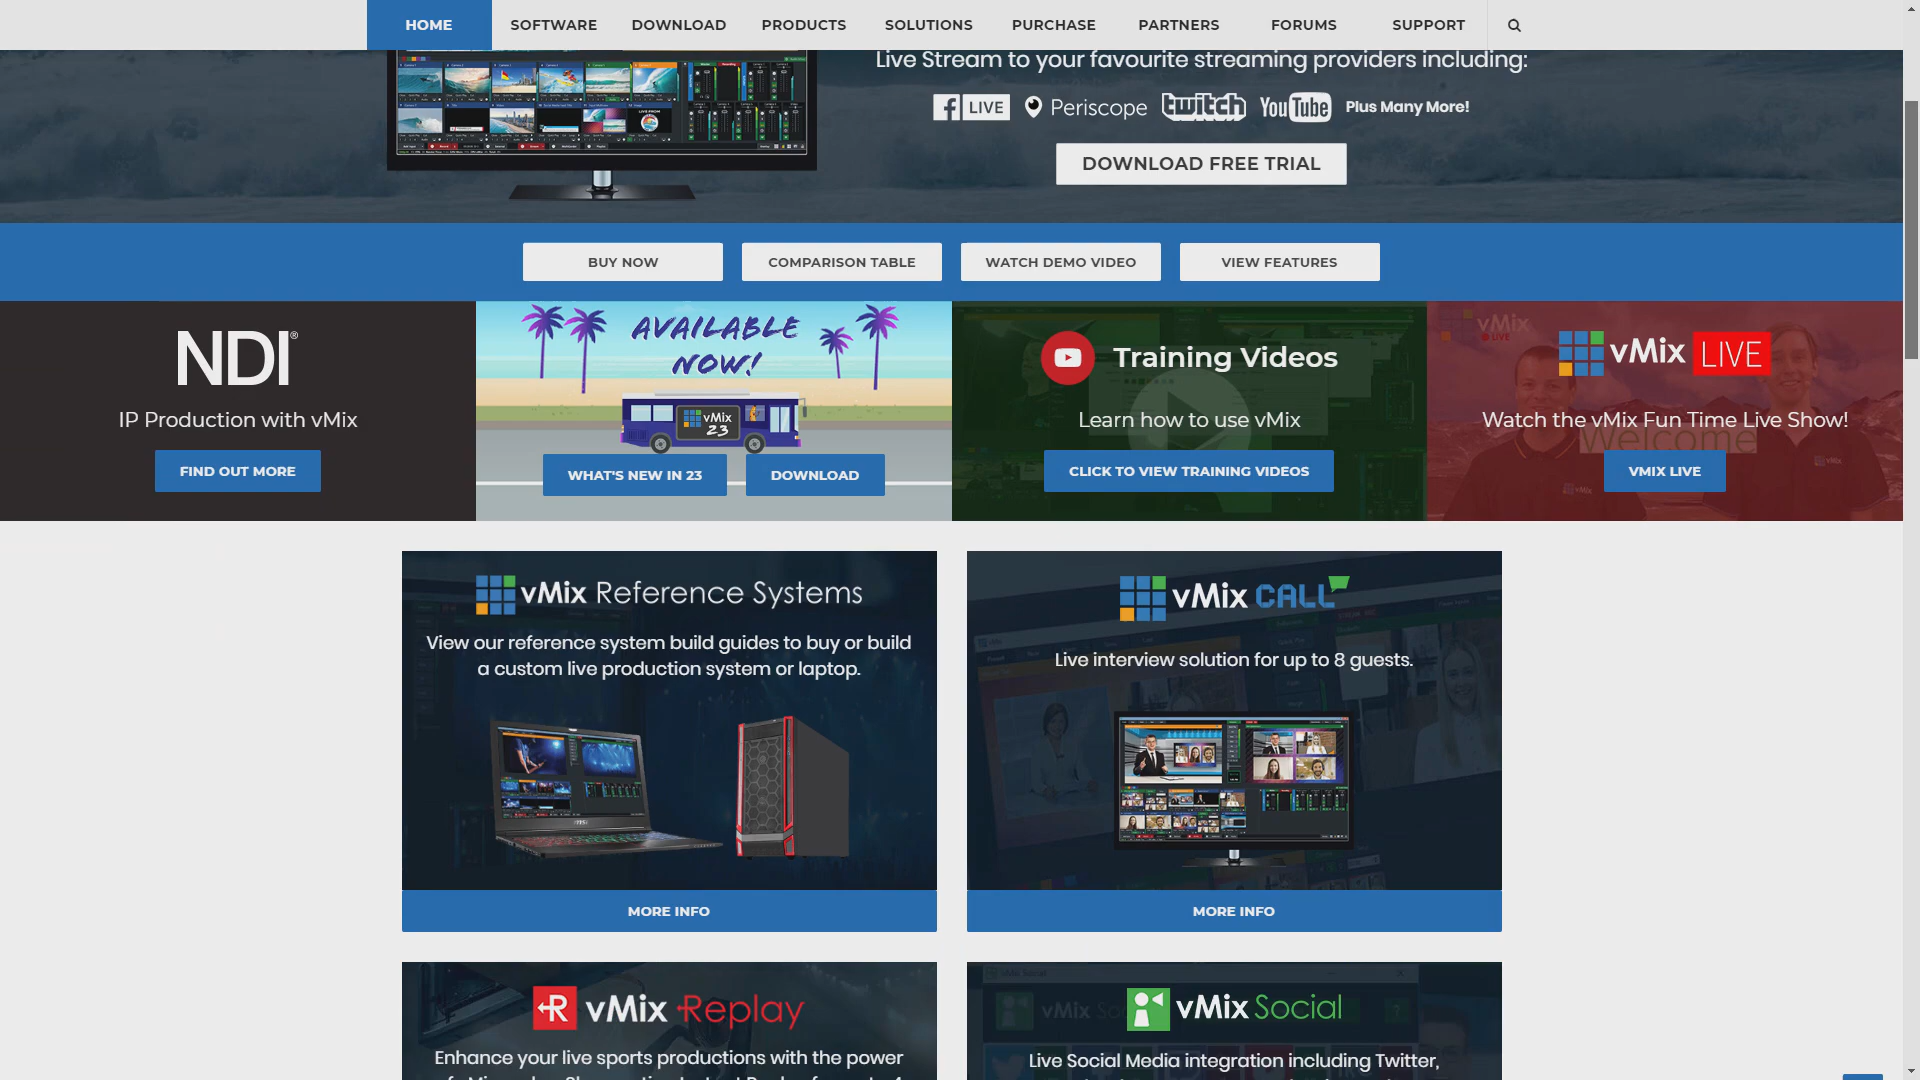 HOME SOFTWARE DOWNLOAD PRODUCTS SOLUTIONS PURCHASE PARTNERS FORUMS SUPPORT
Live Stream to your favourite streaming providers including:
LIVE Periscope twitch YouTube Plus Many More!
DOWNLOAD FREE TRIAL
BUY NOW COMPARISON TABLE WATCH DEMO VIDEO VIEW FEATURES
NDI®
IP Production with vMix
FIND OUT MORE
AVAILABLE
NOW!
vMix
23
WHAT'S NEW IN 23 DOWNLOAD
Training Videos
Learn how to use vMix
CLICK TO VIEW TRAINING VIDEOS
vMix LIVE
Watch the vMix Fun Time Live Show!
Welcome
VMIX LIVE
vMix Reference Systems
View our reference system build guides to buy or build
a custom live production system or laptop.
MORE INFO
vMix CALL
Live interview solution for up to 8 guests.
MORE INFO
R vMix Replay
Enhance your live sports productions with the power
vMix Social
Live Social Media integration including Twitter,